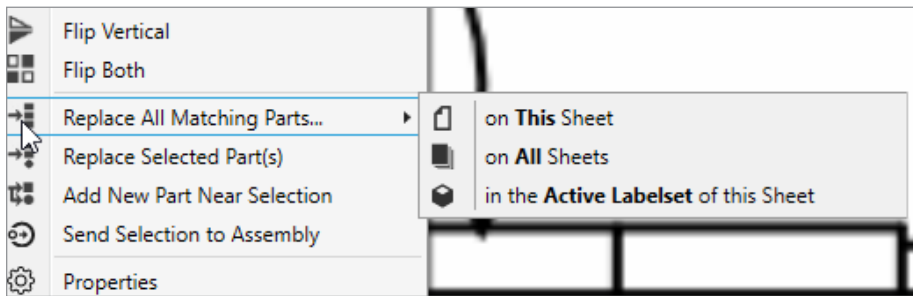 Flip Vertical
Flip Both
Replace All Matching Parts...
on This Sheet
Replace Selected Part(s)
on All Sheets
Add New Part Near Selection
in the Active Labelset of this Sheet
Send Selection to Assembly
Properties